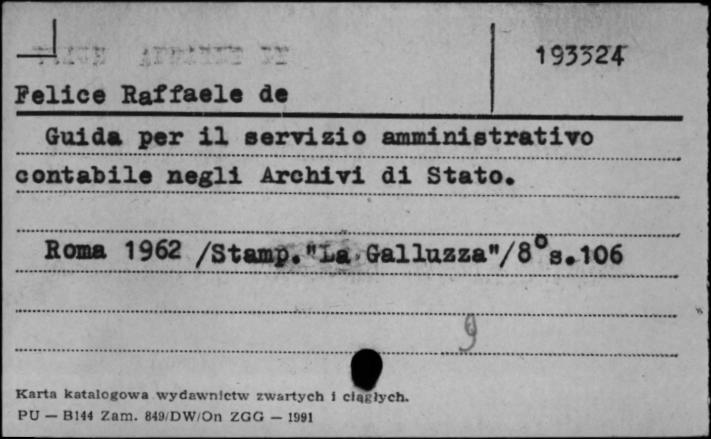 193324
Felice Raffaele de
Guida per il servizio amministrativo
contabile negli Archivi di Stato.
Roma 1962 /Stamp."La Galluzza"/8° s.106
9
Karta katalogowa wydawnictw zwartych i ciągłych.
PU — B144 Zam. 849/DW/On ZGG — 1991